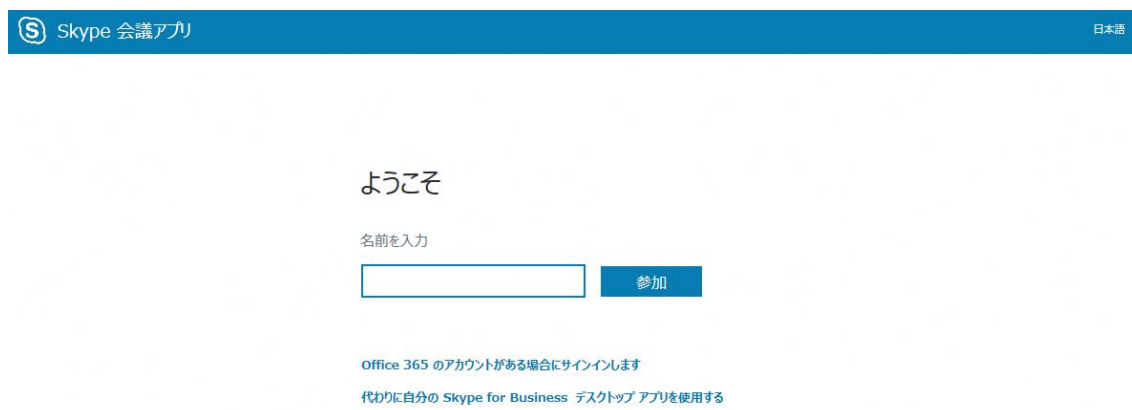 Skype 会議アプリ
日本語
ようこそ
名前を入力
参加
Office 365 のアカウントがある場合にサインインします
代わりに自分の Skype for Business デスクトップ アプリを使用する